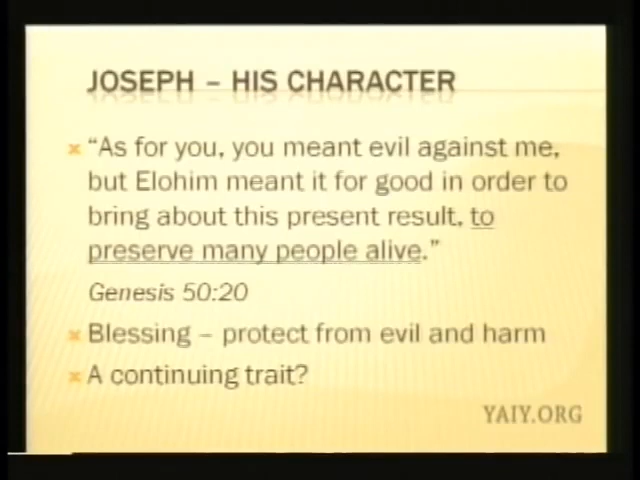 JOSEPH – HIS CHARACTER
“As for you, you meant evil against me,
but Elohim meant it for good in order to
bring about this present result, to
preserve many people alive.”
Genesis 50:20
Blessing – protect from evil and harm
A continuing trait?
YAIY.ORG